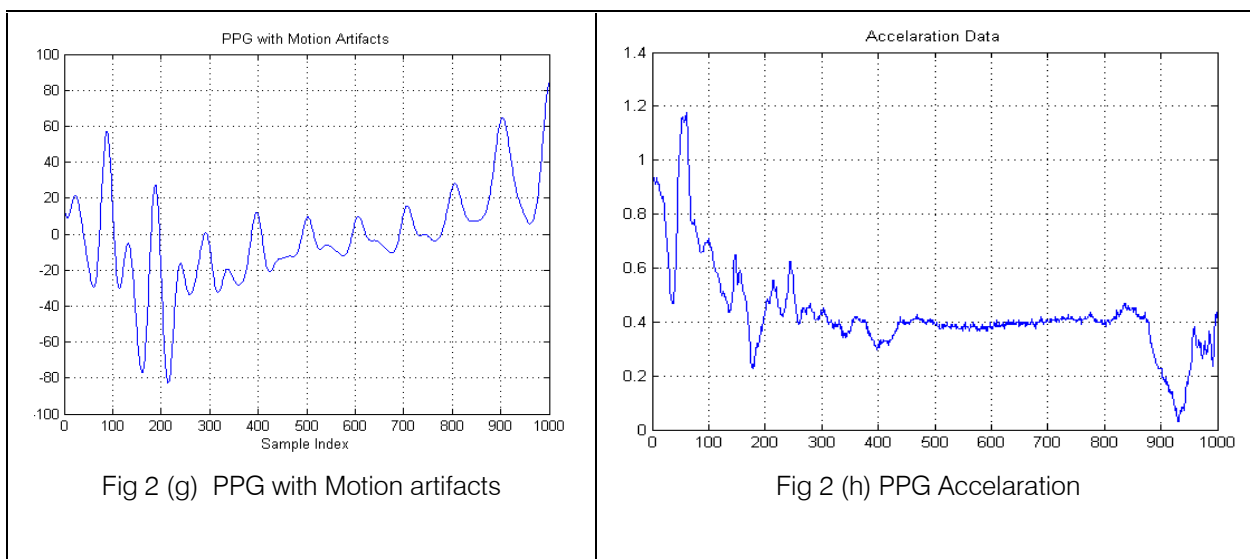 PPG with Motion Artifacts
100
80
60
40
20
0
-20
-40
-60
-80
-100
0 100 200 300 400 500 600 700 800 900 1000
Sample Index
Fig 2 (g) PPG with Motion artifacts
Accelaration Data
1.4
1.2
1
0.8
0.6
0.4
0.2
0
0 100 200 300 400 500 600 700 800 900 1000
Fig 2 (h) PPG Accelaration